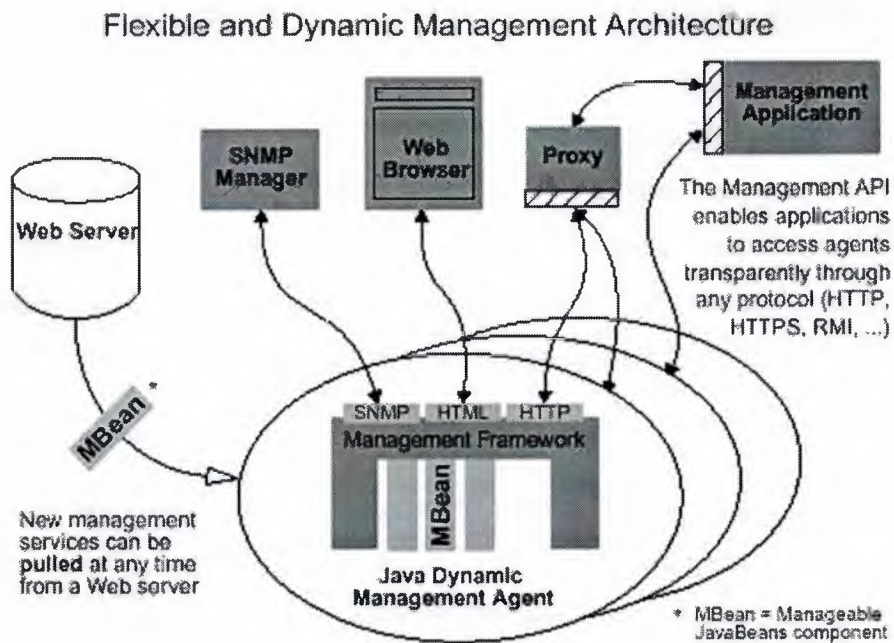 Flexible and Dynamic Management Architecture
Management
Application
Web
Browser
SNMP
Manager
Proxy
Web Server
The Management API
enables applications
to access agents
transparently through
any protocol (HTTP,
HTTPS, RMI, ...)
MBean *
SNMP
HTML
HTTP
Management Framework
MBean
New management
services can be
pulled at any time
from a Web server
Java Dynamic
Management Agent
* MBean = Manageable
JavaBeans component